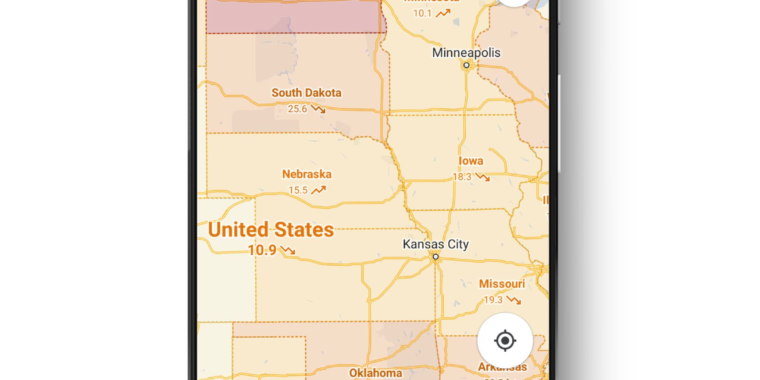 10.1
Minneapolis
South Dakota
25.6
Iowa
18.3
Nebraska
15.5
United States
10.9
Kansas City
Missouri
19.3
Oklahoma